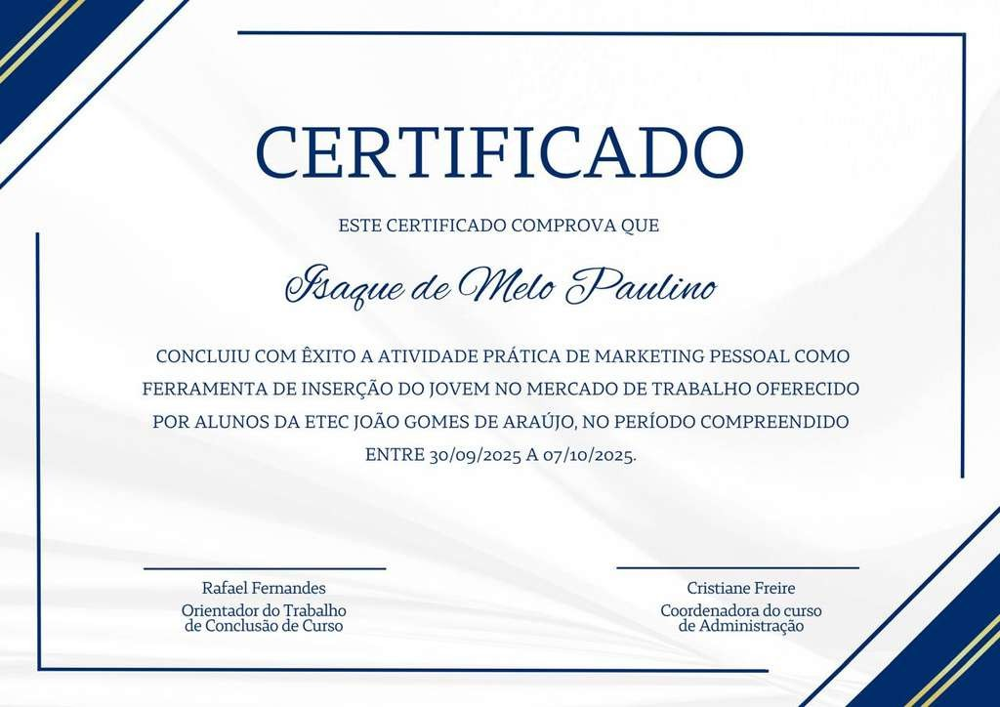 CERTIFICADO
ESTE CERTIFICADO COMPROVA QUE
Isaque de Melo Paulino
CONCLUIU COM ÊXITO A ATIVIDADE PRÁTICA DE MARKETING PESSOAL COMO
FERRAMENTA DE INSERÇÃO DO JOVEM NO MERCADO DE TRABALHO OFERECIDO
POR ALUNOS DA ETEC JOÃO GOMES DE ARAÚJO, NO PERÍODO COMPREENDIDO
ENTRE 30/09/2025 A 07/10/2025.
Rafael Fernandes
Orientador do Trabalho
de Conclusão de Curso
Cristiane Freire
Coordenadora do curso
de Administração